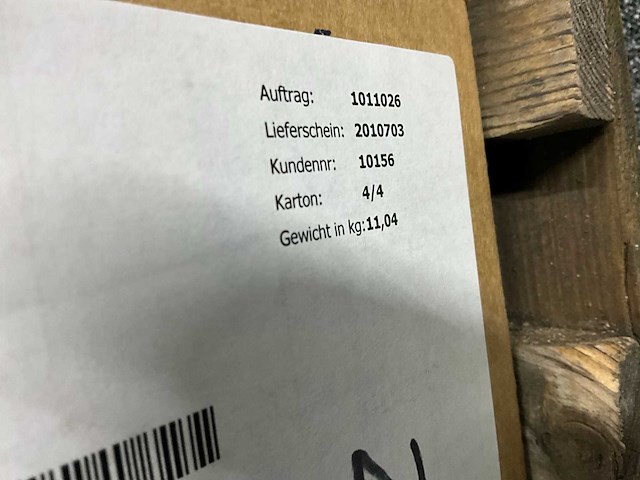 Auftrag: 1011026
Lieferschein: 2010703
Kundennr: 10156
Karton: 4/4
Gewicht in kg:11,04